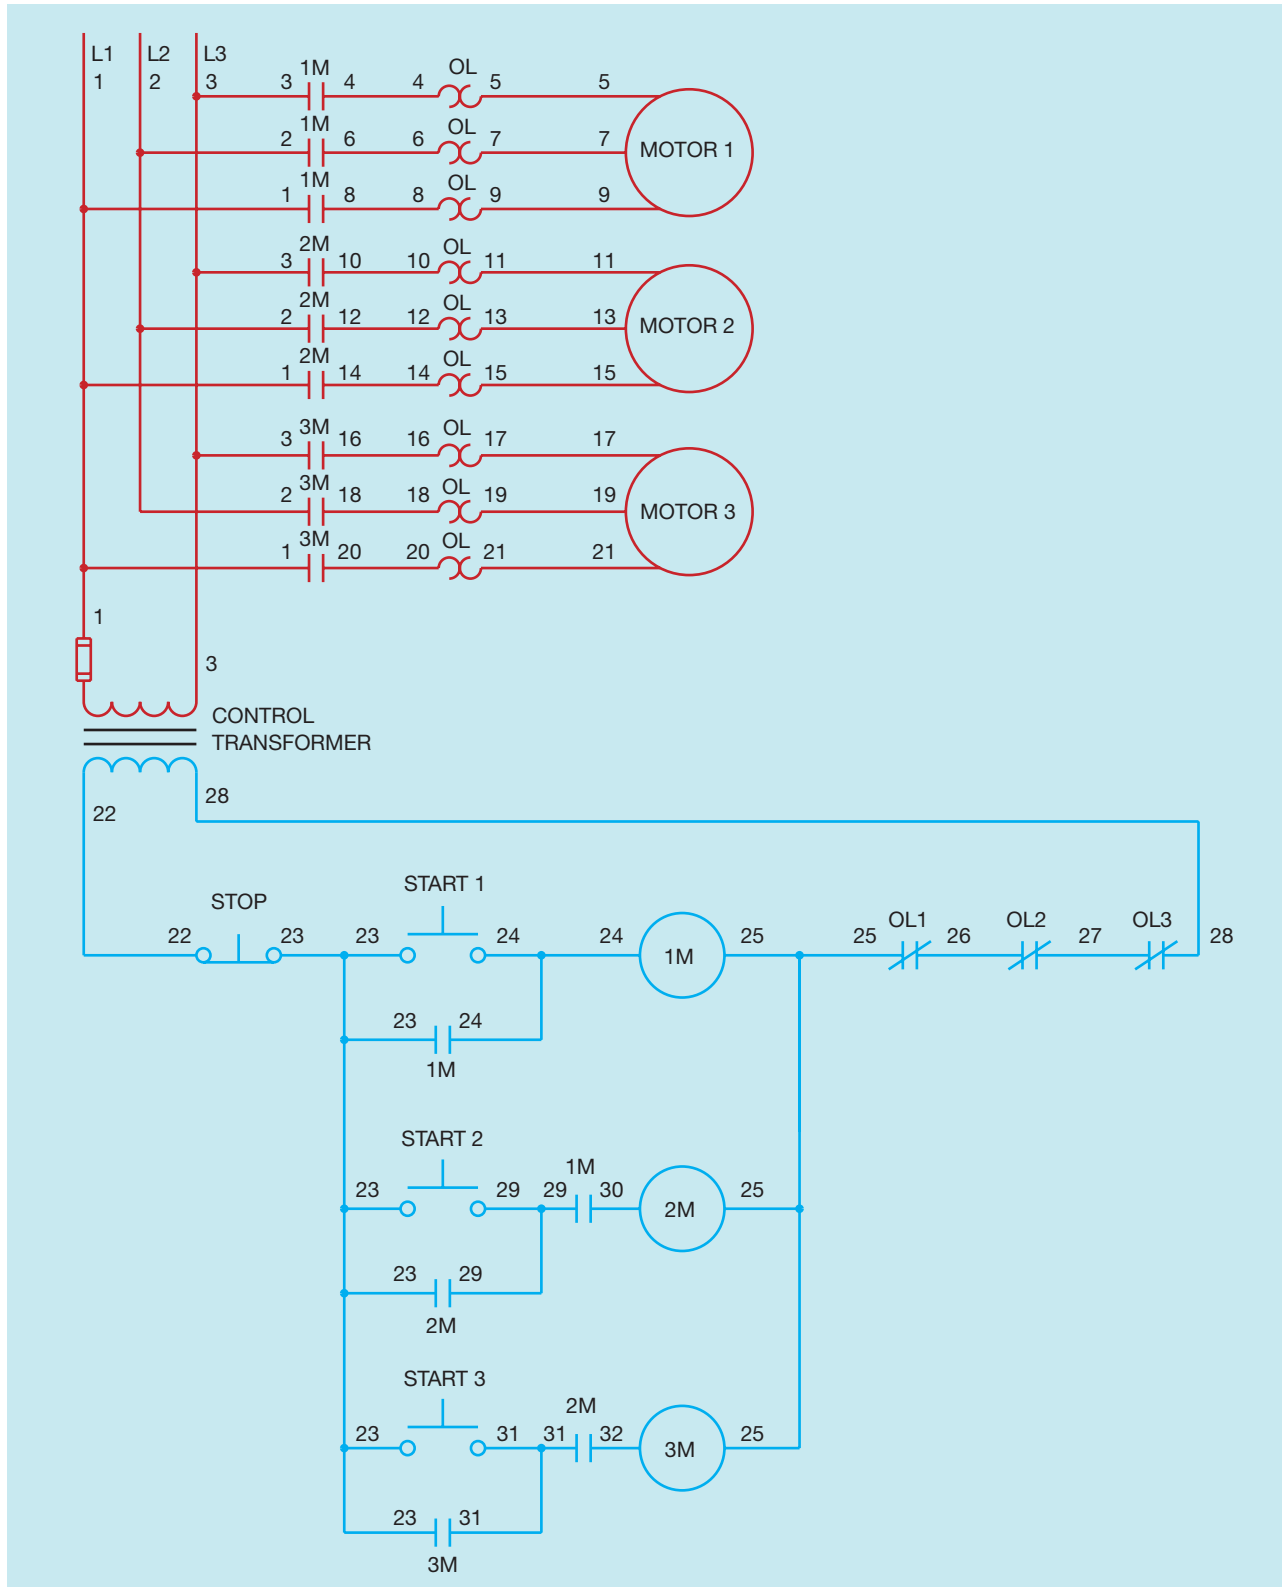 L1 L2 L3
1 2 3
1M OL
3 4 4 5 5
1M OL
2 6 6 7 7
MOTOR 1
1M OL
1 8 8 9 9
2M OL
3 10 10 11 11
2M OL
2 12 12 13 13
MOTOR 2
2M OL
1 14 14 15 15
3M OL
3 16 16 17 17
3M OL
2 18 18 19 19
MOTOR 3
3M OL
1 20 20 21 21
1
3
CONTROL
TRANSFORMER
28
22
START 1
STOP
OL1 OL2 OL3
22 23 23 24 24 1M 25 25 26 27 28
23 24
1M
START 2
1M
23 29 29 30 2M 25
23 29
2M
START 3
2M
23 31 31 32 3M 25
23 31
3M